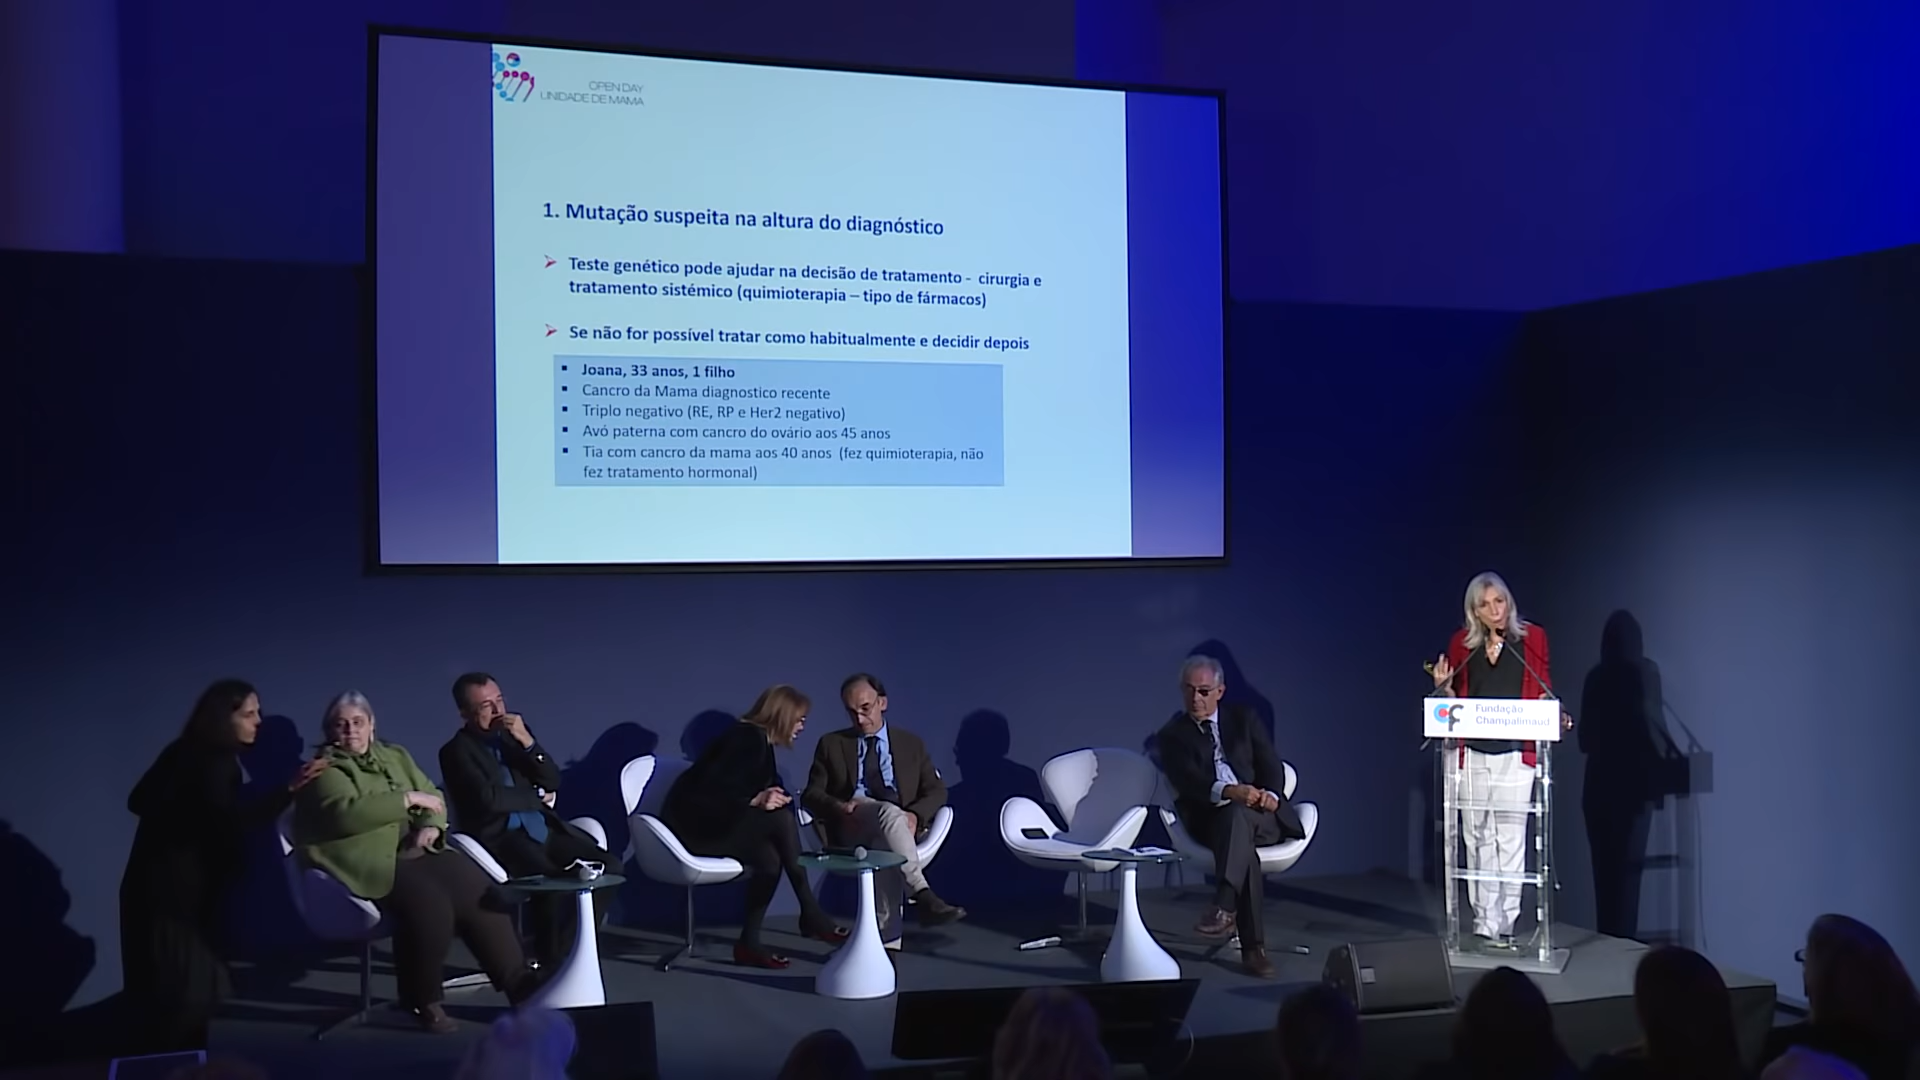 OPEN DAY
UNIDADE DE MAMA
1. Mutação suspeita na altura do diagnóstico
Teste genético pode ajudar na decisão de tratamento - cirurgia e
tratamento sistémico (quimioterapia – tipo de fármacos)
Se não for possível tratar como habitualmente e decidir depois
Joana, 33 anos, 1 filho
Cancro da Mama diagnostico recente
Triplo negativo (RE, RP e Her2 negativo)
Avó paterna com cancro do ovário aos 45 anos
Tia com cancro da mama aos 40 anos (fez quimioterapia, não
fez tratamento hormonal)
CF
Fundação
Champalimaud